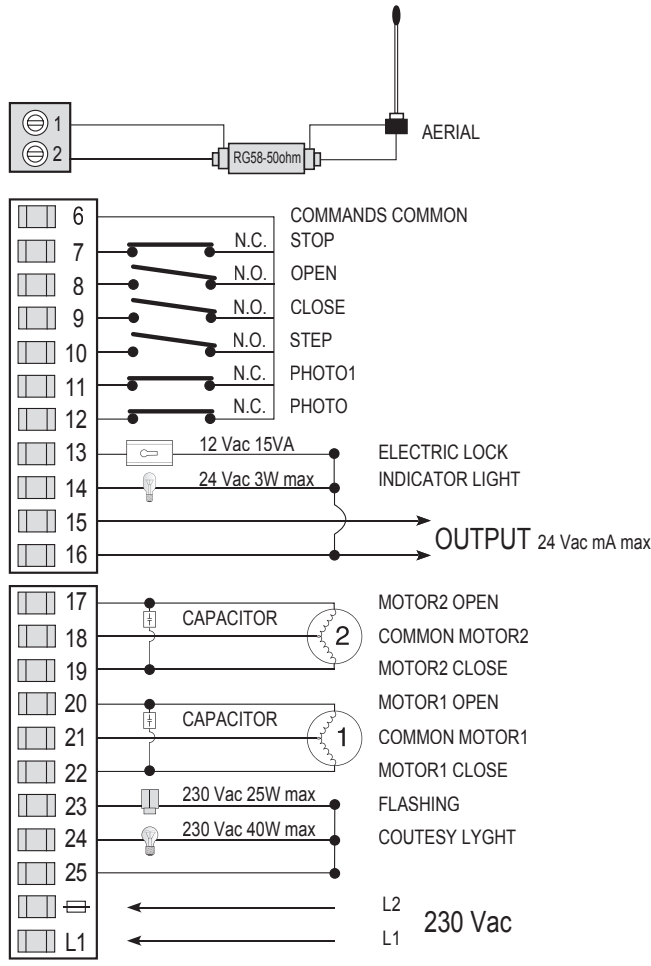 1
2
RG58-50ohm
AERIAL
6 COMMANDS COMMON
7 N.C. STOP
8 N.O. OPEN
9 N.O. CLOSE
10 N.O. STEP
11 N.C. PHOTO1
12 N.C. PHOTO
13 12 Vac 15VA ELECTRIC LOCK
14 24 Vac 3W max INDICATOR LIGHT
15
16
OUTPUT 24 Vac mA max
17 MOTOR2 OPEN
CAPACITOR
18 2 COMMON MOTOR2
19 MOTOR2 CLOSE
20 MOTOR1 OPEN
CAPACITOR
21 1 COMMON MOTOR1
22 MOTOR1 CLOSE
23 230 Vac 25W max FLASHING
24 230 Vac 40W max COUTESY LYGHT
25
L2
230 Vac
L1 L1